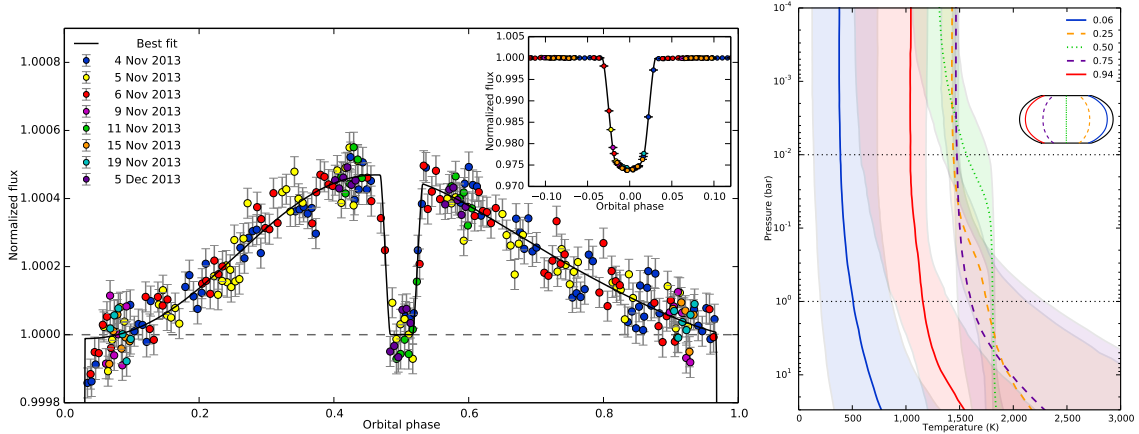 Best fit
4 Nov 2013
5 Nov 2013
6 Nov 2013
9 Nov 2013
11 Nov 2013
15 Nov 2013
19 Nov 2013
5 Dec 2013
Normalized flux
1.0008
1.0006
1.0004
1.0002
1.0000
0.9998
0.0 0.2 0.4 0.6 0.8 1.0
Orbital phase
Normalized flux
1.005
1.000
0.995
0.990
0.985
0.980
0.975
0.970
−0.10 −0.05 0.00 0.05 0.10
Orbital phase
Pressure (bar)
10-4
10-3
10-2
10-1
100
101
0.06
0.25
0.50
0.75
0.94
0 500 1,000 1,500 2,000 2,500 3,000
Temperature (K)